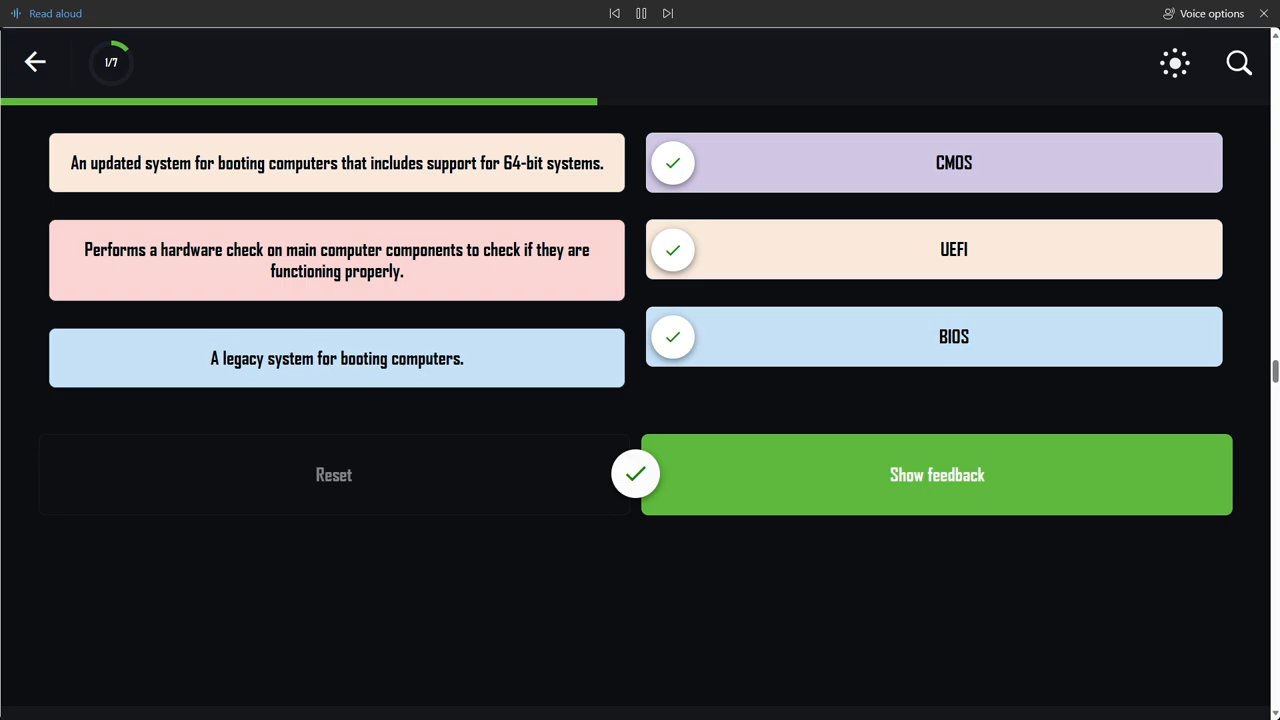 Read aloud
Voice options
1/7
An updated system for booting computers that includes support for 64-bit systems.
CMOS
Performs a hardware check on main computer components to check if they are
functioning properly.
UEFI
A legacy system for booting computers.
BIOS
Reset
Show feedback